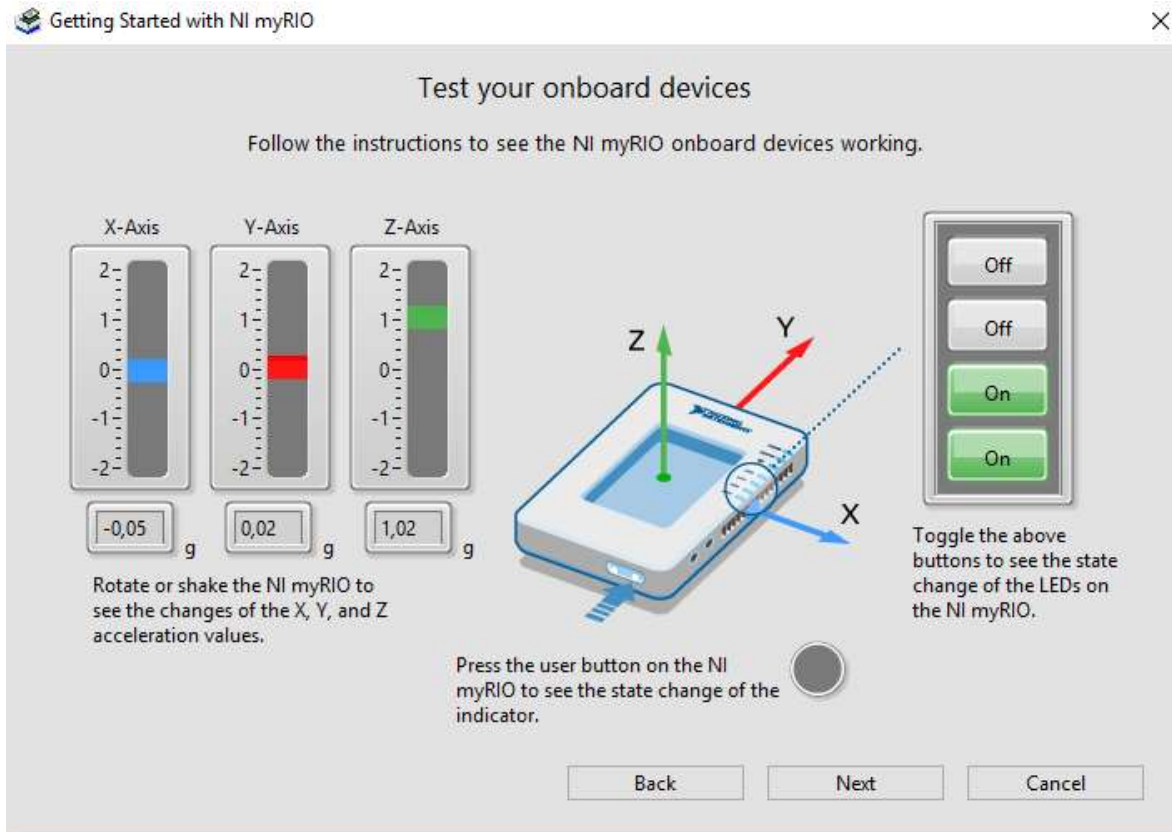 Getting Started with NI myRIO
Test your onboard devices
Follow the instructions to see the NI myRIO onboard devices working.
X-Axis
2
1
0
-1
-2
-0,05
g
Y-Axis
2
1
0
-1
-2
0,02
g
Z-Axis
2
1
0
-1
-2
1,02
g
Rotate or shake the NI myRIO to
see the changes of the X, Y, and Z
acceleration values.
Z
Y
X
Press the user button on the NI
myRIO to see the state change of the
indicator.
Off
Off
On
On
Toggle the above
buttons to see the state
change of the LEDs on
the NI myRIO.
Back
Next
Cancel